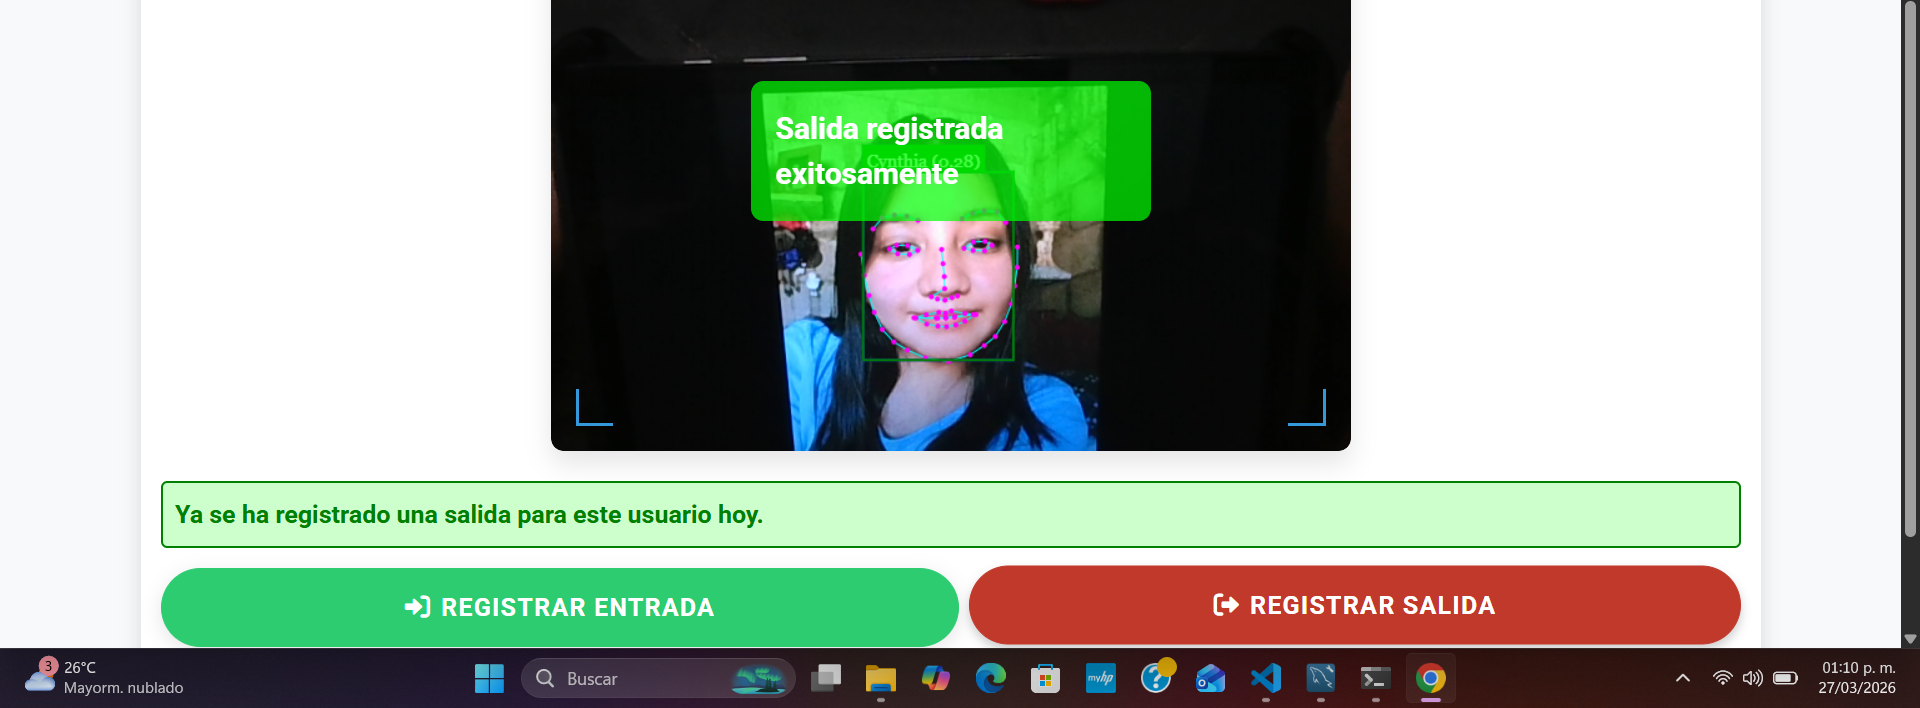 Salida registrada
Cynthia (0.28)
exitosamente
Ya se ha registrado una salida para este usuario hoy.
REGISTRAR ENTRADA
REGISTRAR SALIDA
3
26°C
Mayorm. nublado
Buscar
myhp
01:10 p. m.
27/03/2026